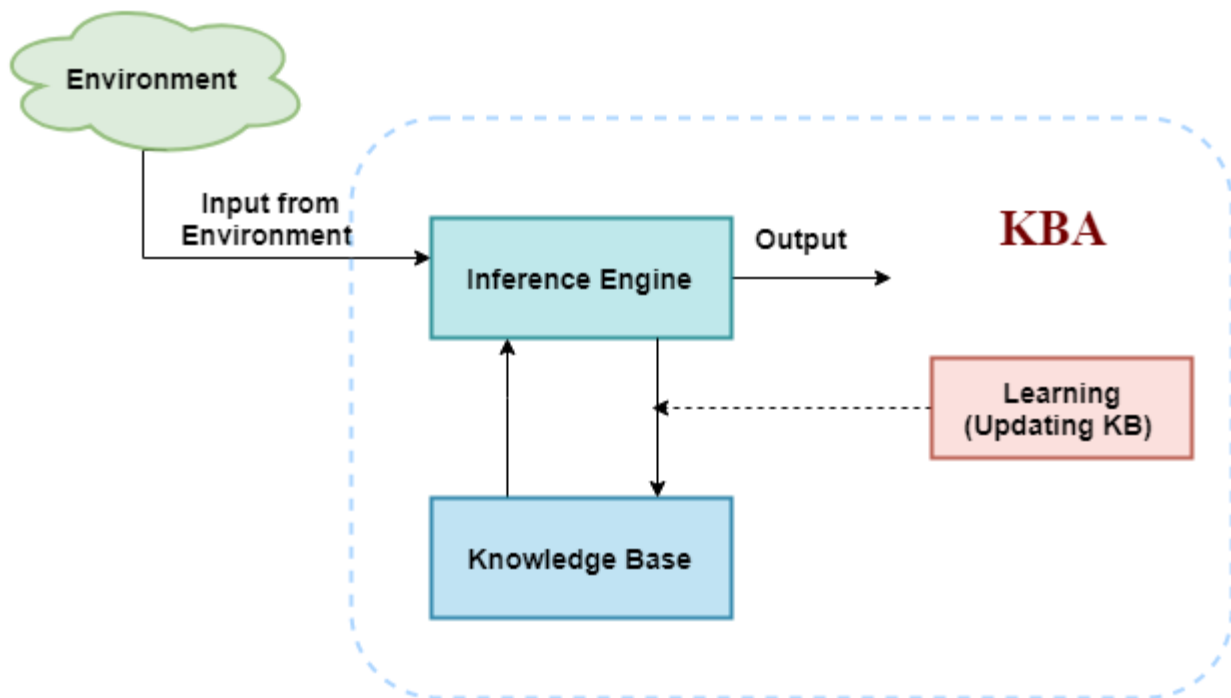 Environment
Input from
Environment
Inference Engine
Output
KBA
Learning
(Updating KB)
Knowledge Base